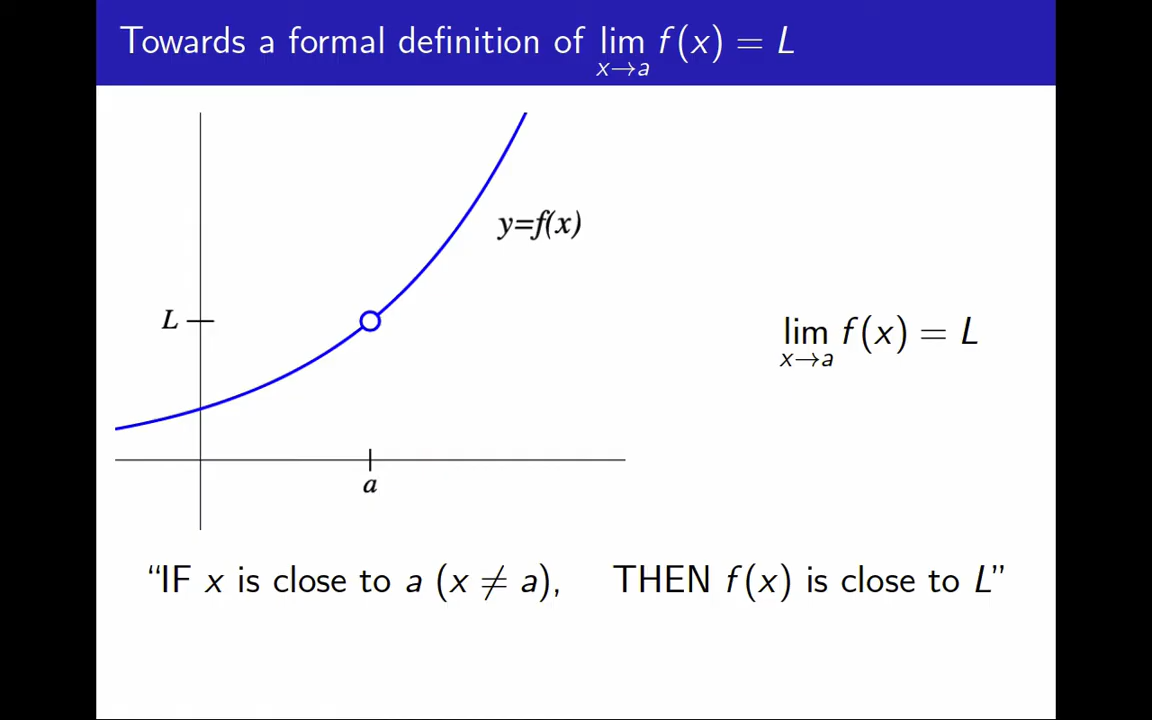 Towards a formal definition of lim f(x) = L
x→a
y=f(x)
L
lim f(x) = L
x→a
a
“IF x is close to a (x ≠ a), THEN f(x) is close to L”